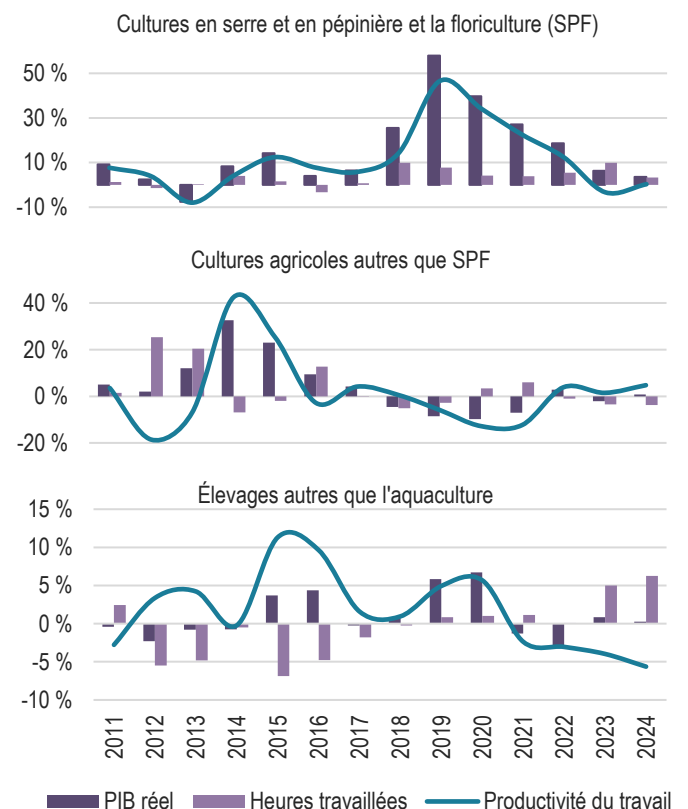 Cultures en serre et en pépinière et la floriculture (SPF)
50 %
30 %
10 %
-10 %
Cultures agricoles autres que SPF
40 %
20 %
0 %
-20 %
Élevages autres que l'aquaculture
15 %
10 %
5 %
0 %
-5 %
-10 %
2011 2012 2013 2014 2015 2016 2017 2018 2019 2020 2021 2022 2023 2024
PIB réel Heures travaillées Productivité du travail